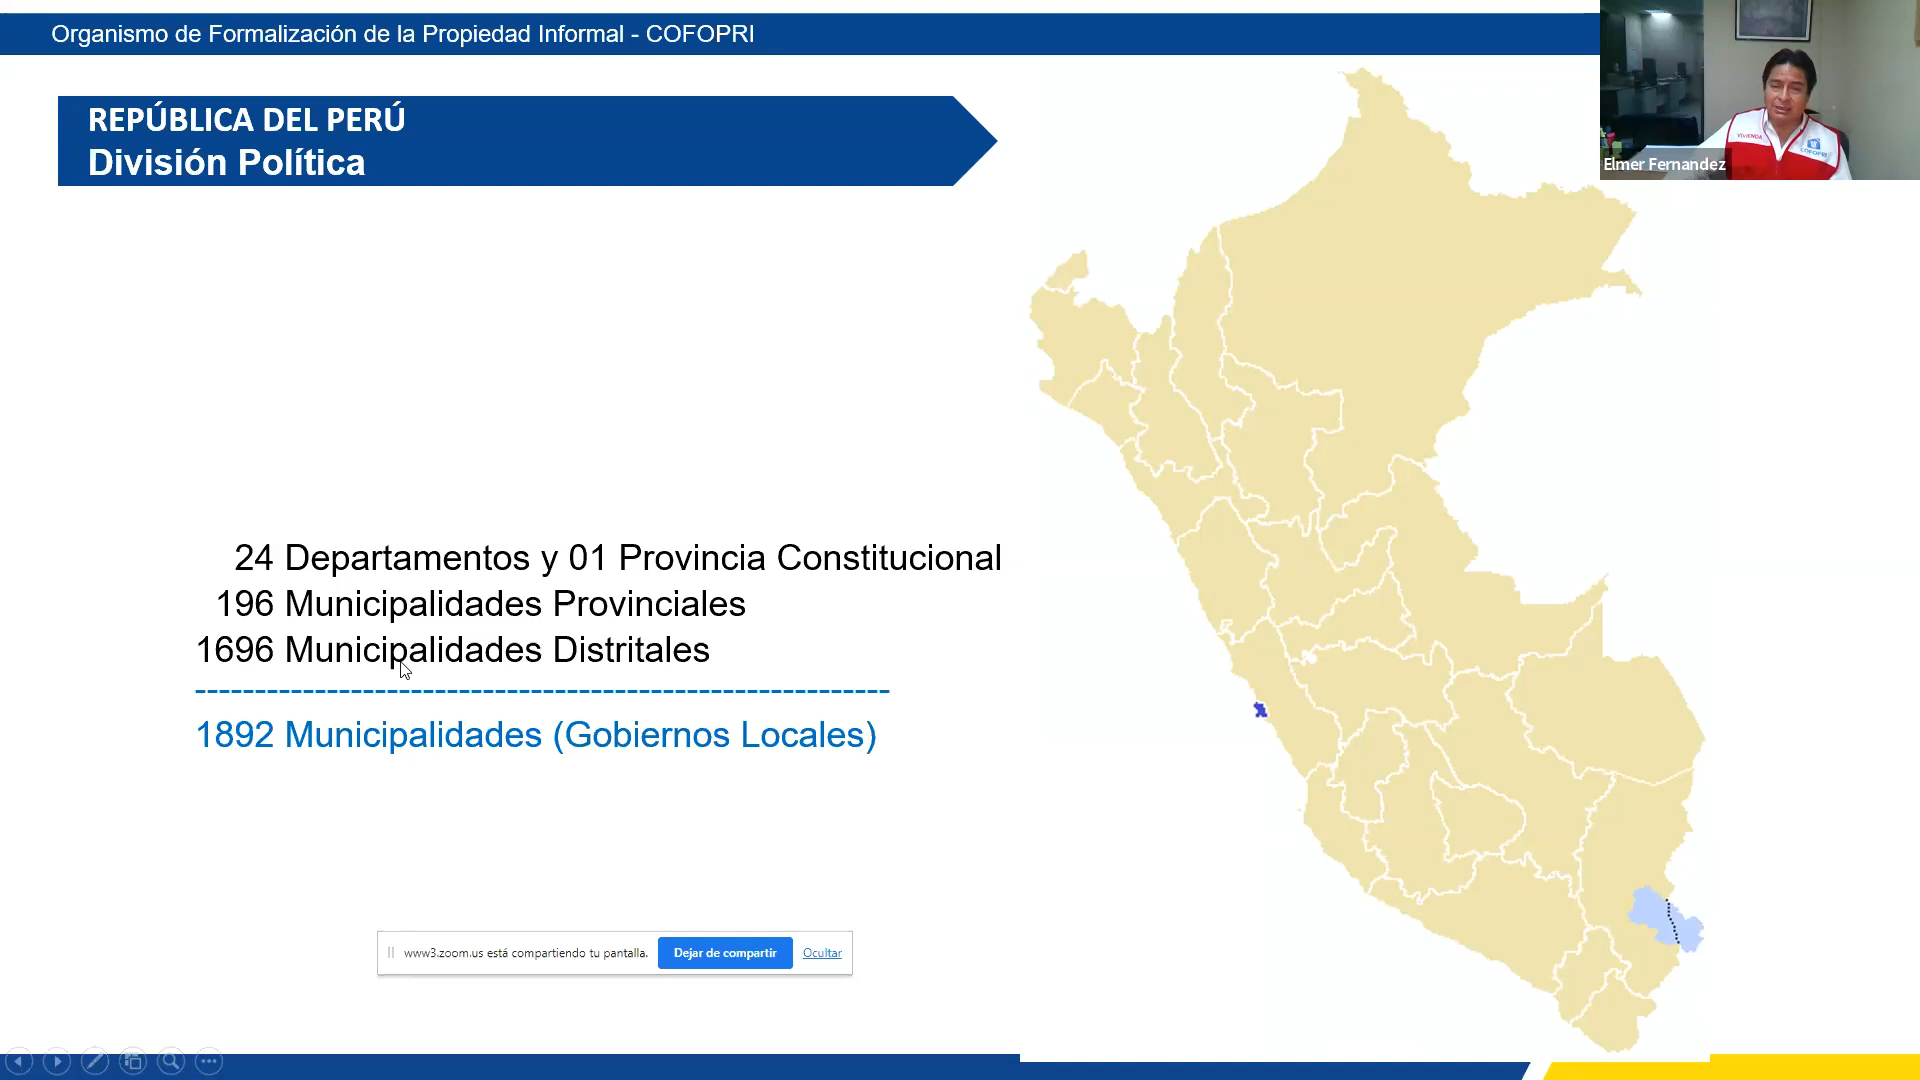 Organismo de Formalización de la Propiedad Informal - COFOPRI
REPÚBLICA DEL PERÚ
División Política
VIVIENDA
COFOPRI
Elmer Fernandez
24 Departamentos y 01 Provincia Constitucional
196 Municipalidades Provinciales
1696 Municipalidades Distritales
----------------------------------------------------------
1892 Municipalidades (Gobiernos Locales)
www3.zoom.us está compartiendo tu pantalla.
Dejar de compartir
Ocultar